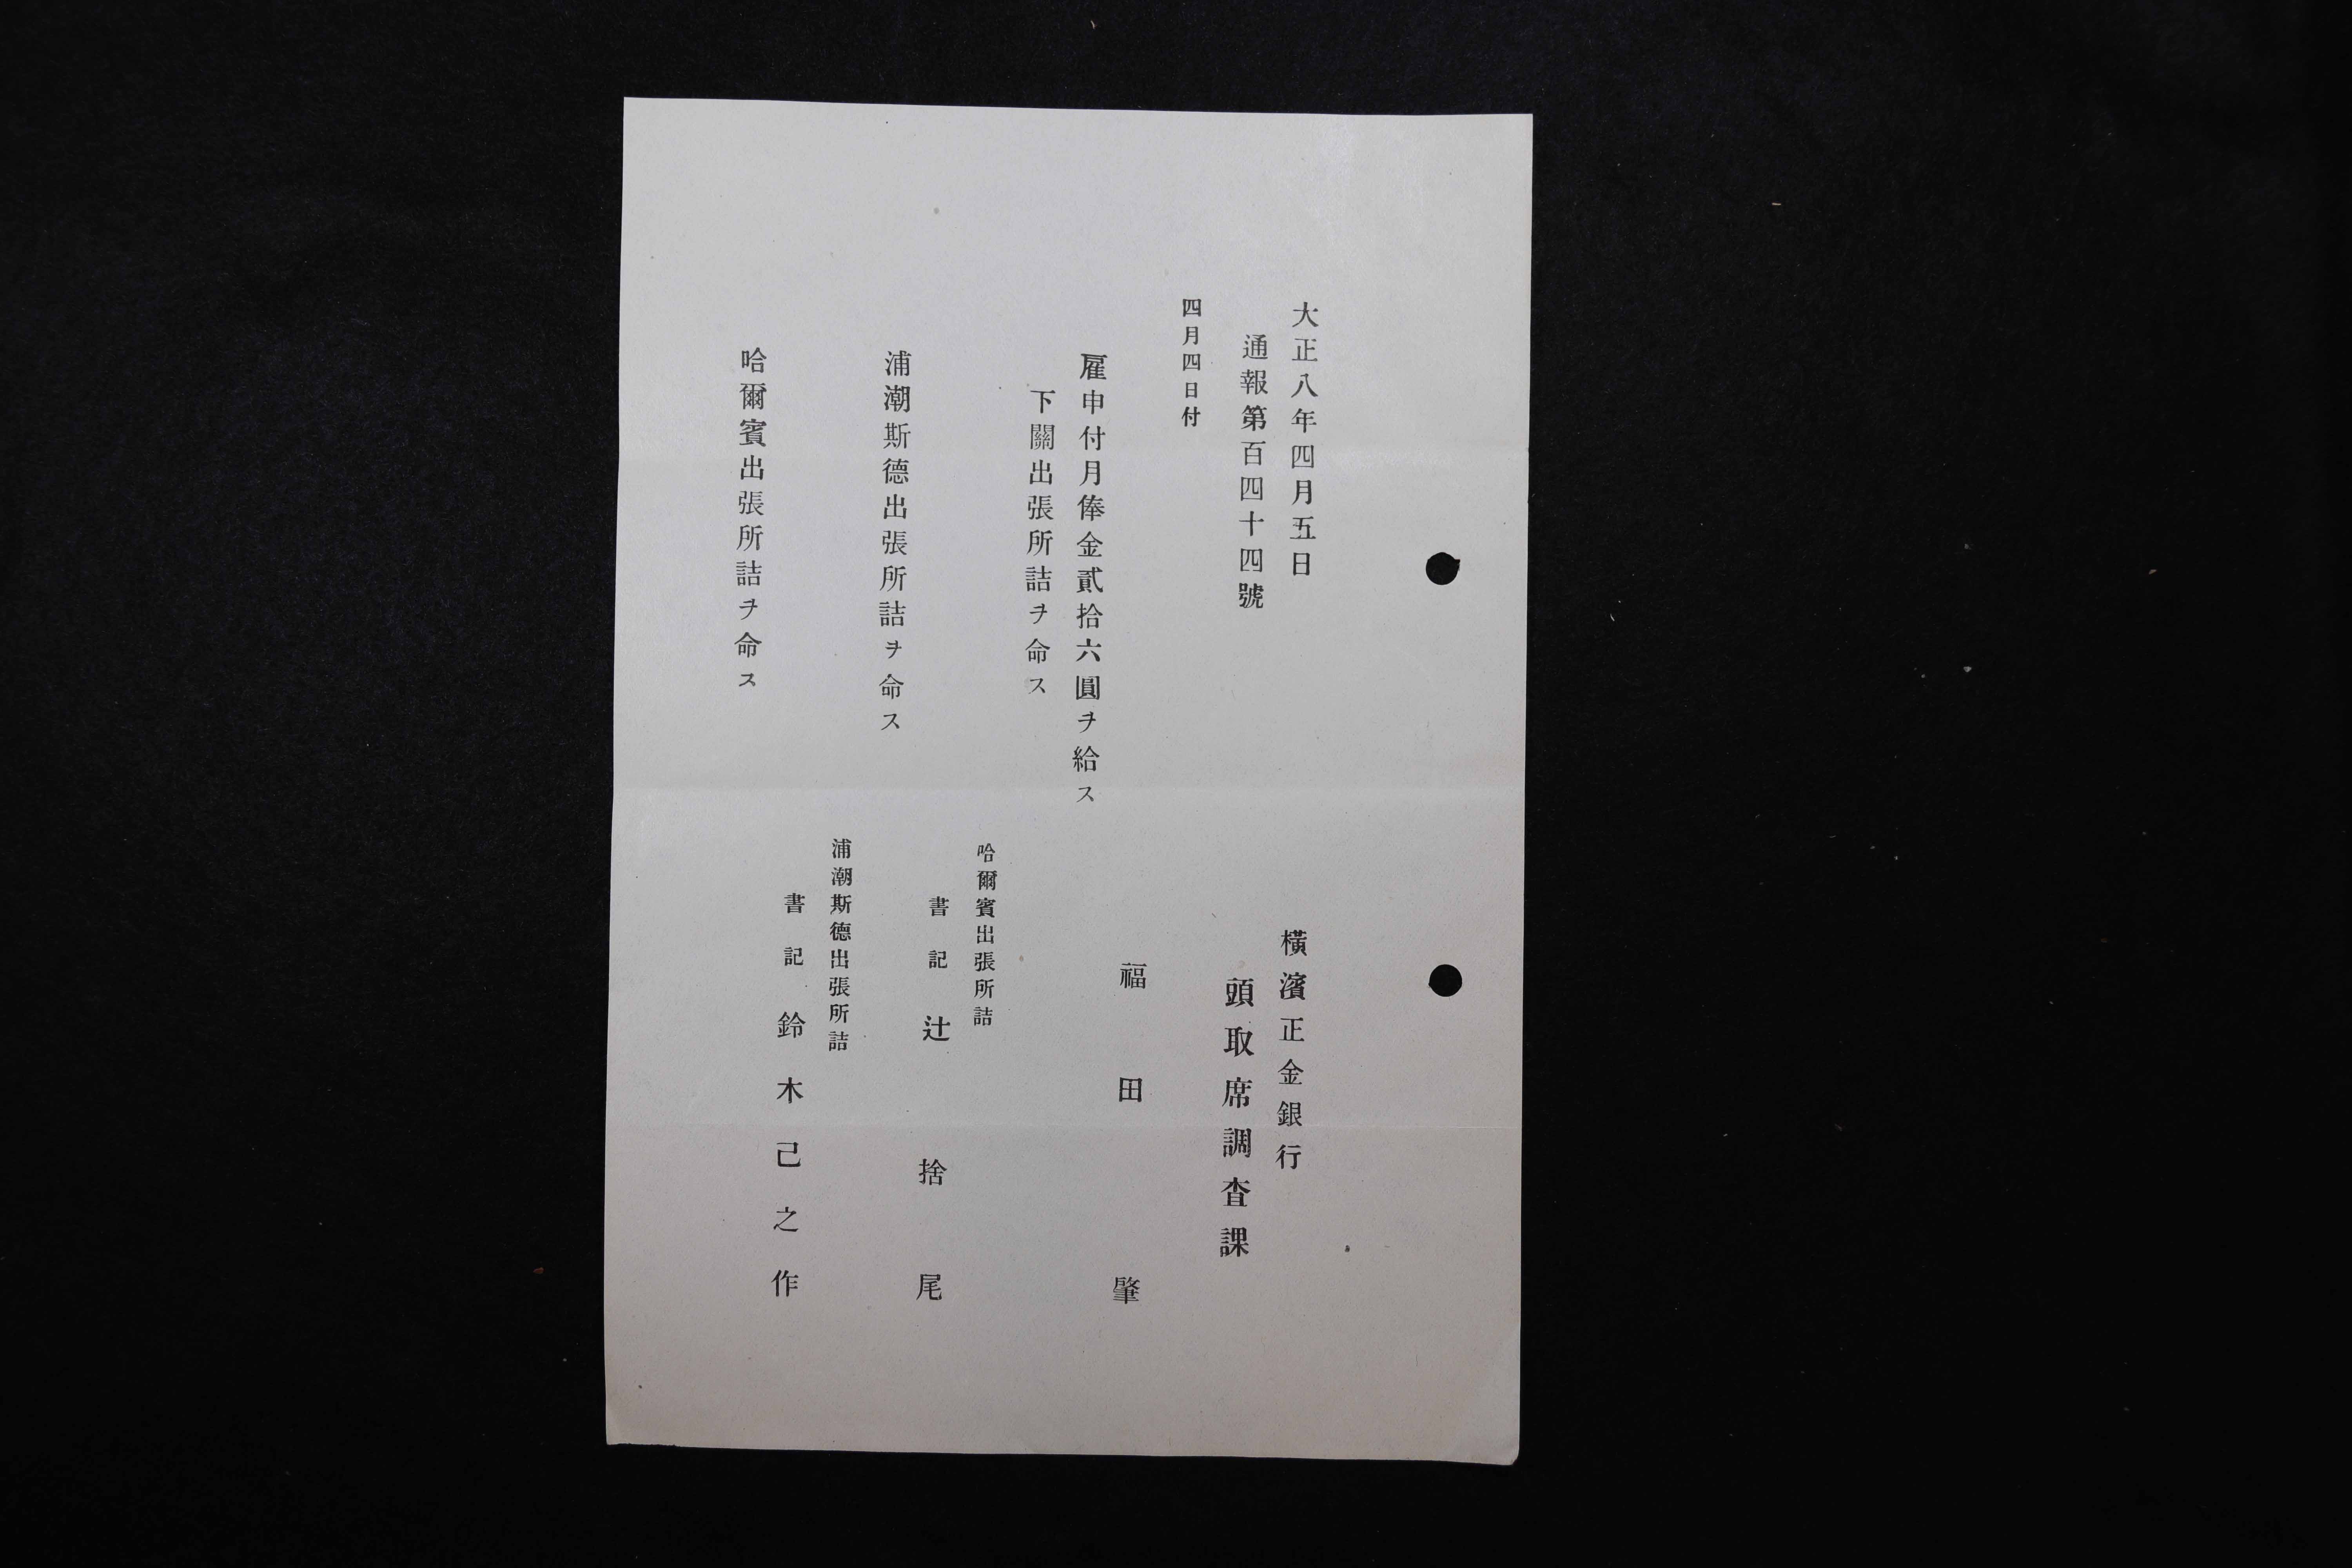 大正八年四月五日
橫濱正金銀行
通報第百四十四號
頭取席調査課
四月四日付
福田肇
雇申付月俸金貳拾六圓ヲ給ス
下關出張所詰ヲ命ス
哈爾賓出張所詰
書記 辻捨尾
浦潮斯德出張所詰ヲ命ス
浦潮斯德出張所詰
書記 鈴木己之作
哈爾賓出張所詰ヲ命ス